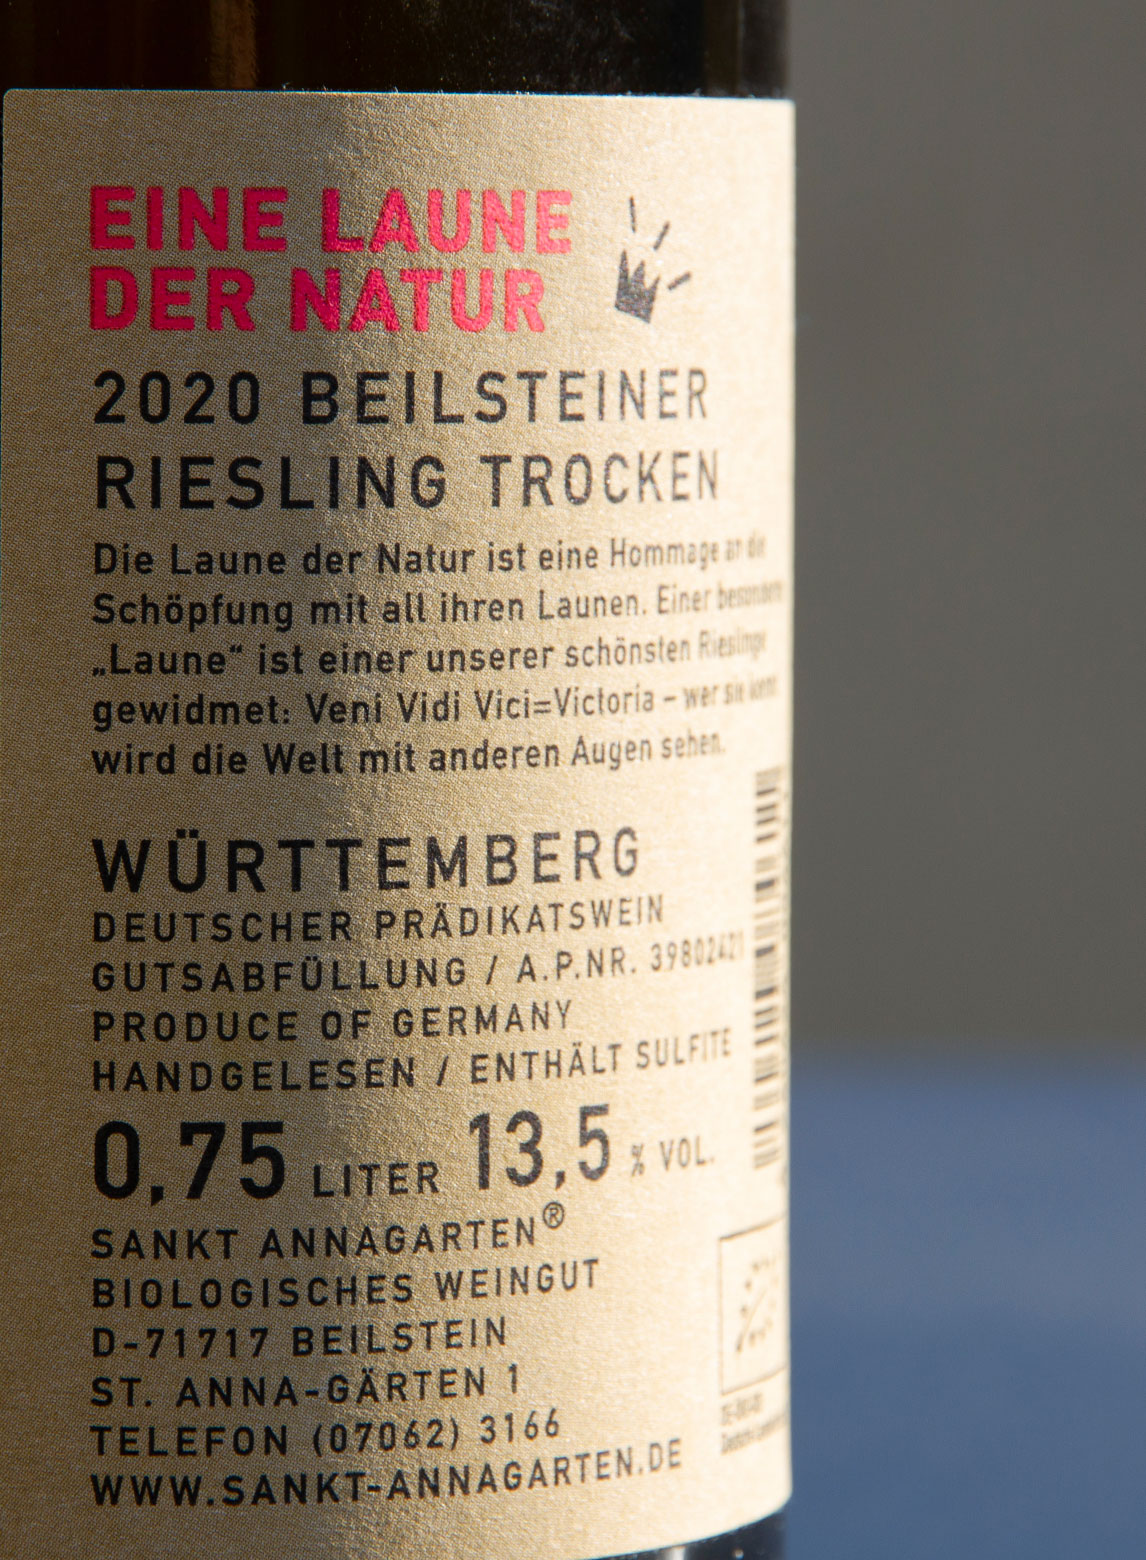 EINE LAUNE
DER NATUR
2020 BEILSTEINER
RIESLING TROCKEN
Die Laune der Natur ist eine Hommage an die
Schöpfung mit all ihren Launen. Einer besonderen
„Laune“ ist einer unserer schönsten Rieslinge
gewidmet: Veni Vidi Vici=Victoria – wer sie kennt
wird die Welt mit anderen Augen sehen.
WÜRTTEMBERG
DEUTSCHER PRÄDIKATSWEIN
GUTSABFÜLLUNG / A.P.NR. 39802421
PRODUCE OF GERMANY
HANDGELESEN / ENTHÄLT SULFITE
0,75 LITER 13,5 % VOL.
SANKT ANNAGARTEN®
BIOLOGISCHES WEINGUT
D-71717 BEILSTEIN
ST. ANNA-GÄRTEN 1
TELEFON (07062) 3166
WWW.SANKT-ANNAGARTEN.DE